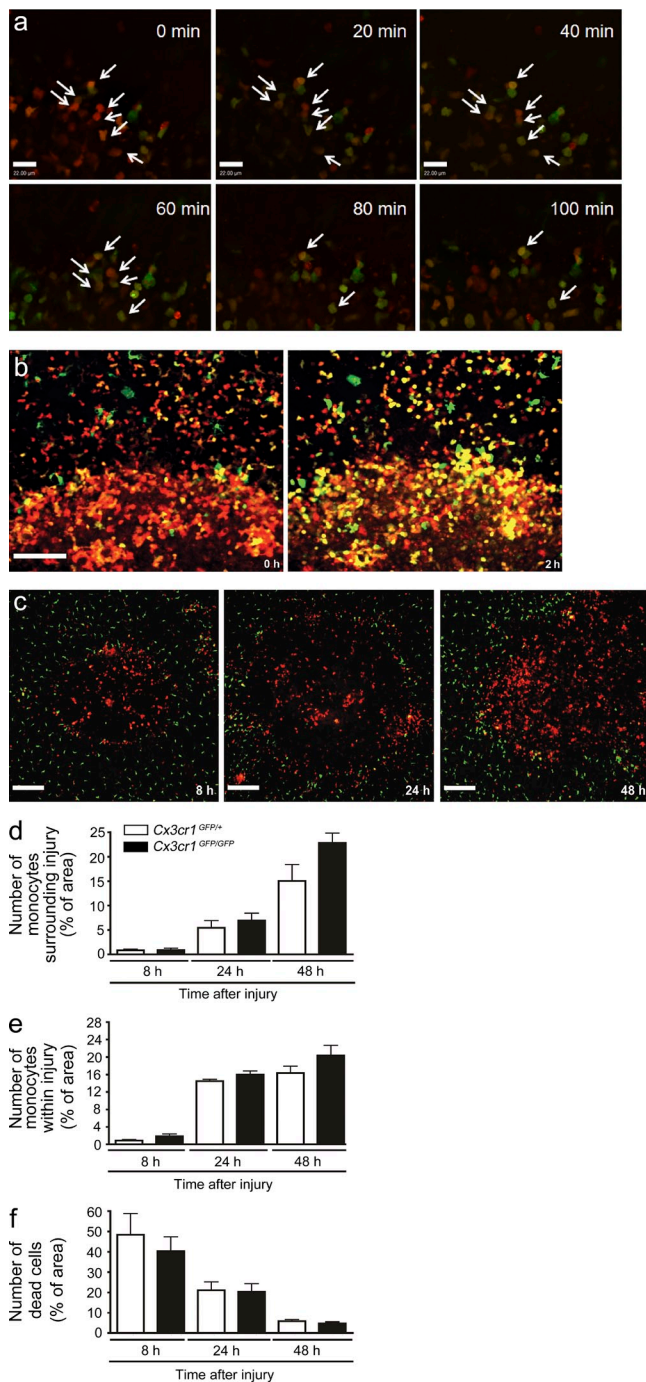 a
0 min
20 min
40 min
22.00 µm
22.00 µm
22.00 µm
60 min
80 min
100 min
b
0 h
2 h
c
8 h
24 h
48 h
d
Number of
monocytes
surrounding injury
(% of area)
25
20
15
10
5
0
Cx3cr1 GFP/+
Cx3cr1 GFP/GFP
8 h
24 h
48 h
Time after injury
e
Number of
monocytes
within injury
(% of area)
28
24
20
16
12
8
4
0
8 h
24 h
48 h
Time after injury
f
Number of
dead cells
(% of area)
60
50
40
30
20
10
0
8 h
24 h
48 h
Time after injury